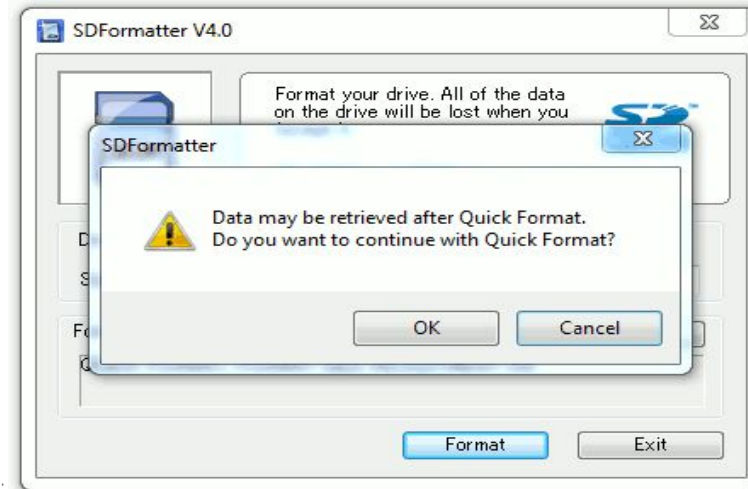 SDFormatter V4.0
Format your drive. All of the data
on the drive will be lost when you
SDFormatter
Data may be retrieved after Quick Format.
Do you want to continue with Quick Format?
OK
Cancel
Format
Exit